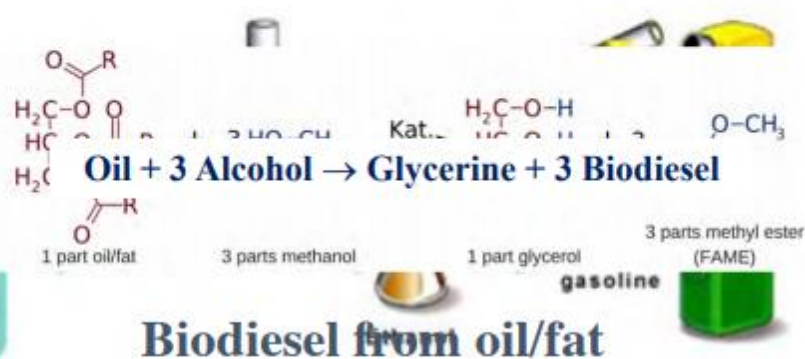 O R
H₂C-O O
H₂C-O-H
O-CH₃
Kat.
Oil + 3 Alcohol → Glycerine + 3 Biodiesel
R
O
3 parts methyl ester
1 part oil/fat 3 parts methanol 1 part glycerol (FAME)
gasoline
Biodiesel from oil/fat